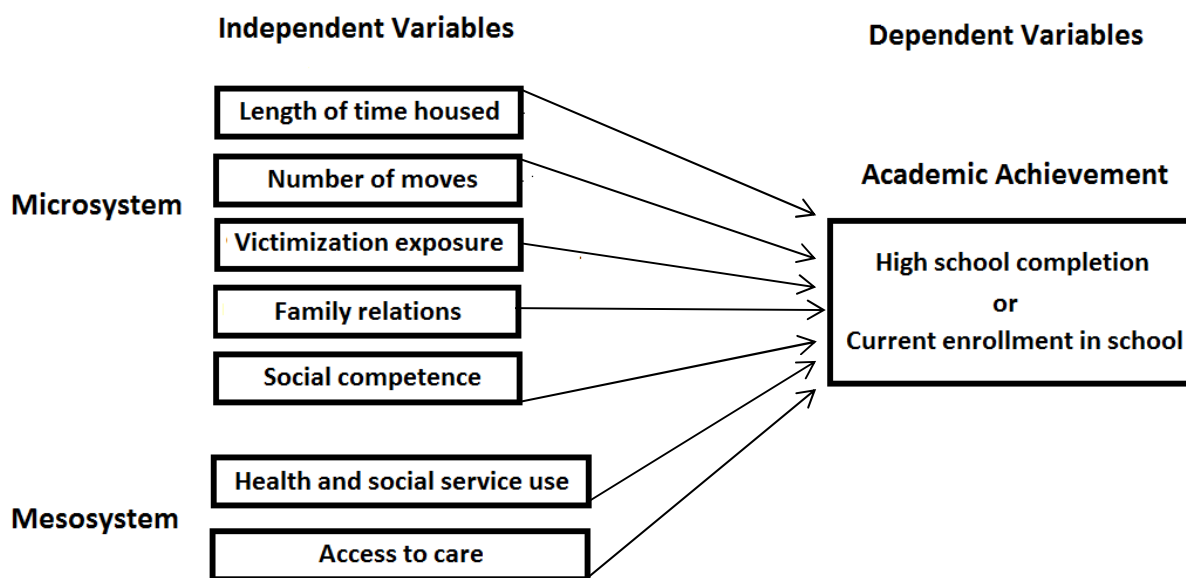 Independent Variables
Dependent Variables
Length of time housed
Number of moves
Microsystem
Victimization exposure
Family relations
Social competence
Academic Achievement
High school completion
or
Current enrollment in school
Mesosystem
Health and social service use
Access to care